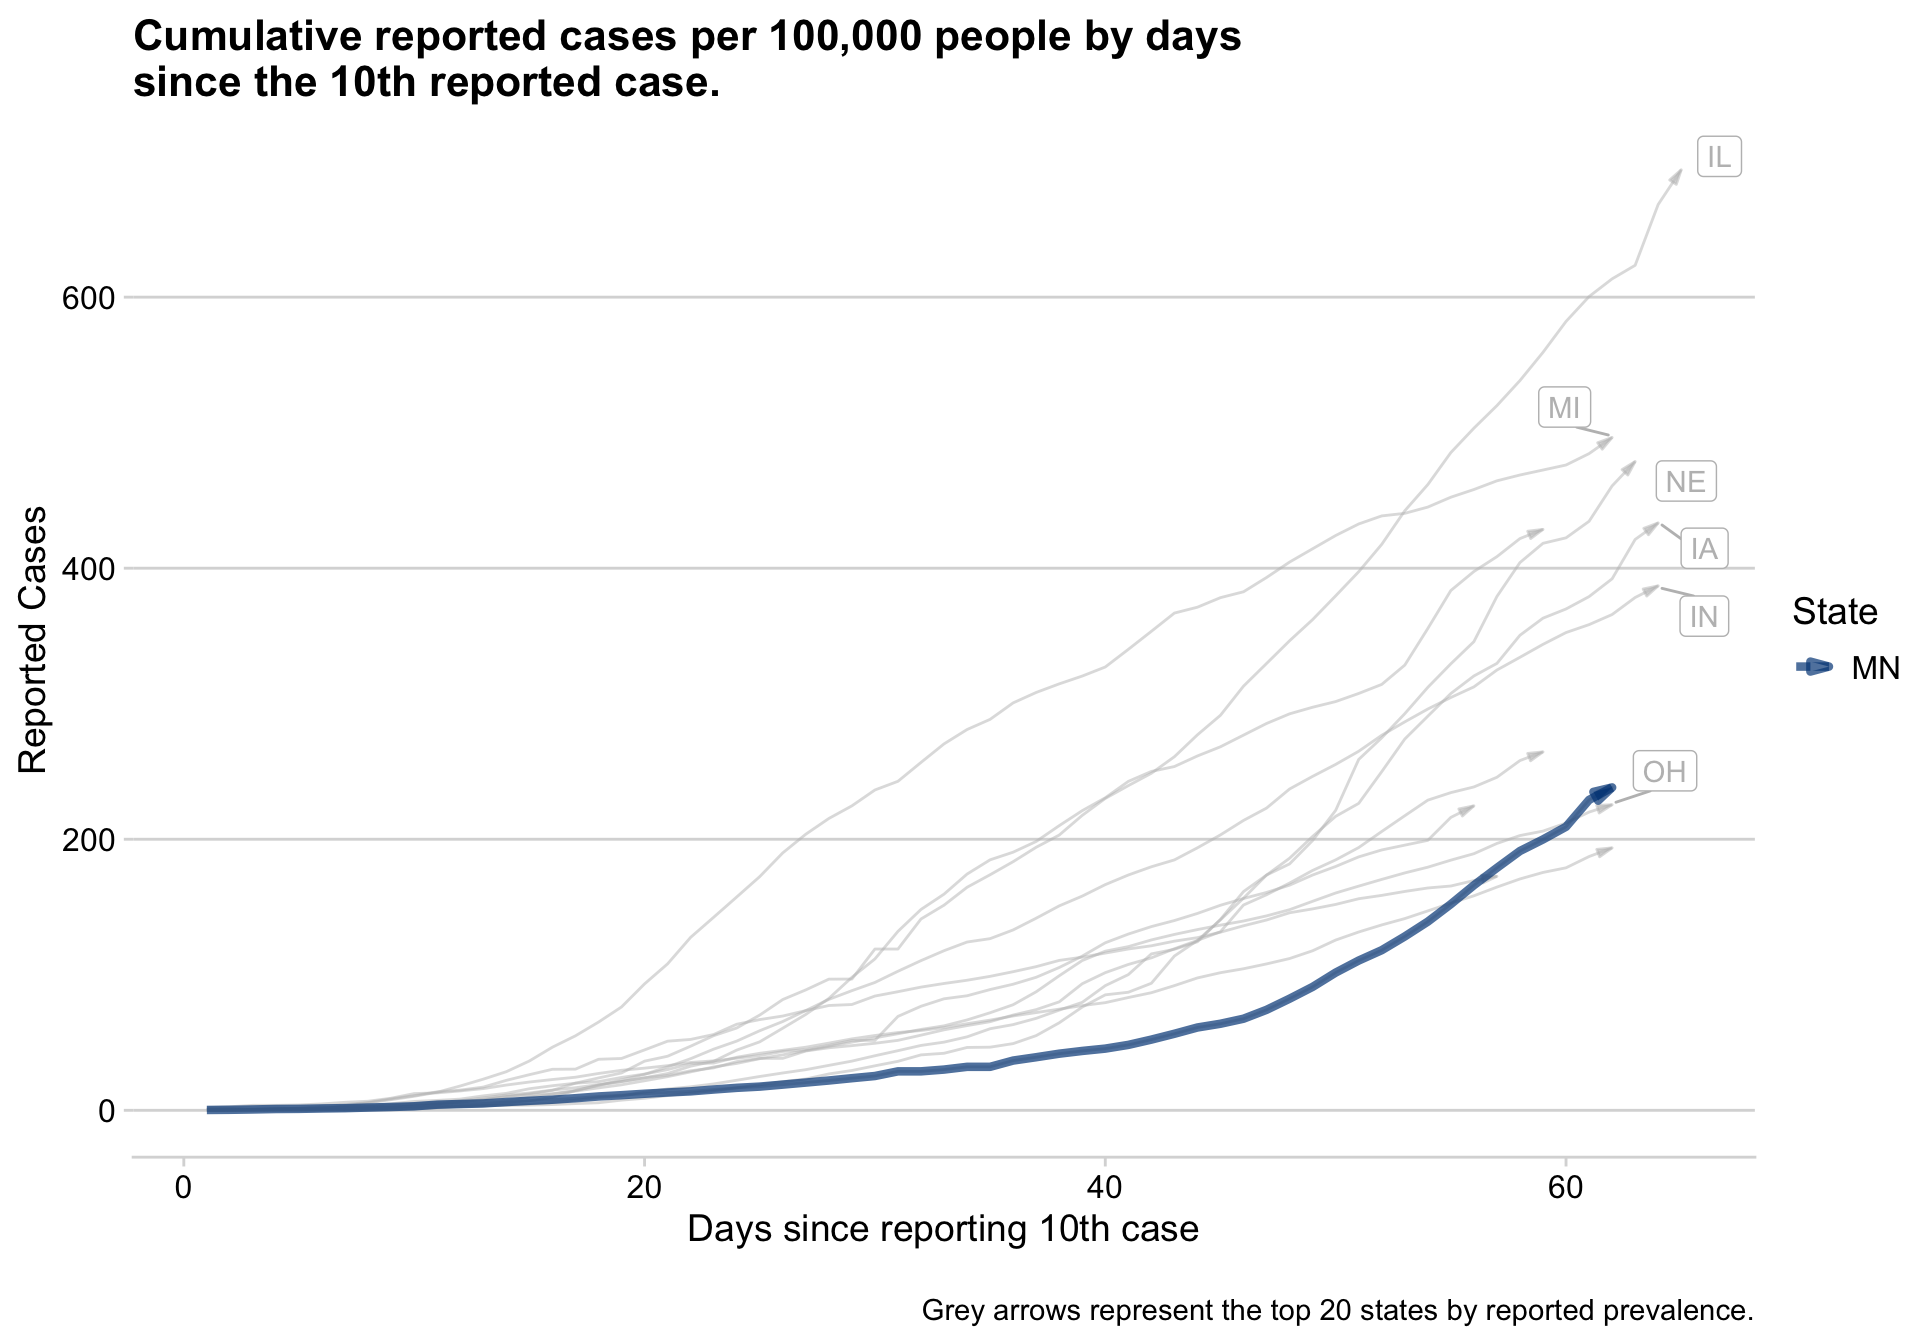 Cumulative reported cases per 100,000 people by days
since the 10th reported case.
IL
600
MI
NE
IA
400
IN
OH
200
0
Reported Cases
State
MN
0 20 40 60
Days since reporting 10th case
Grey arrows represent the top 20 states by reported prevalence.